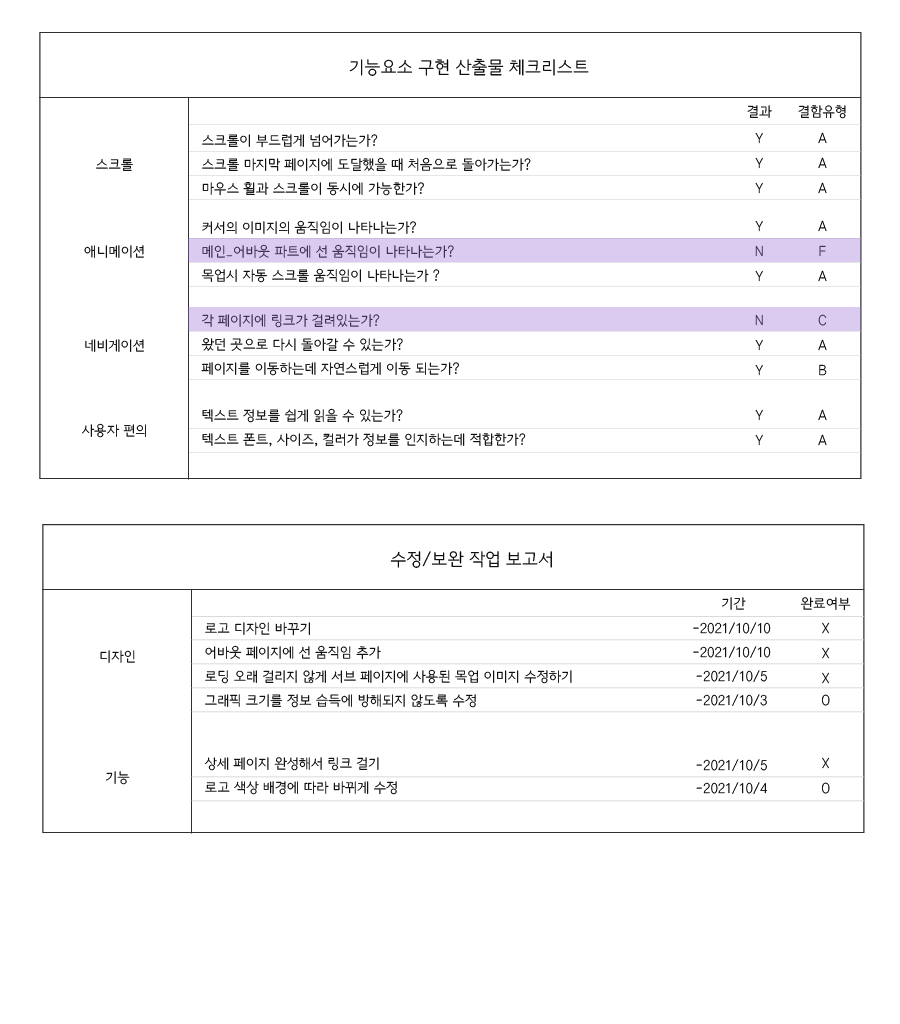 기능요소 구현 산출물 체크리스트
결과 결함유형
스크롤이 부드럽게 넘어가는가? Y A
스크롤 스크롤 마지막 페이지에 도달했을 때 처음으로 돌아가는가? Y A
마우스 휠과 스크롤이 동시에 가능한가? Y A
커서의 이미지의 움직임이 나타나는가? Y A
애니메이션 메인_어바웃 파트에 선 움직임이 나타나는가? N F
목업시 자동 스크롤 움직임이 나타나는가 ? Y A
각 페이지에 링크가 걸려있는가? N C
네비게이션 왔던 곳으로 다시 돌아갈 수 있는가? Y A
페이지를 이동하는데 자연스럽게 이동 되는가? Y B
텍스트 정보를 쉽게 읽을 수 있는가? Y A
사용자 편의 텍스트 폰트, 사이즈, 컬러가 정보를 인지하는데 적합한가? Y A
수정/보완 작업 보고서
기간 완료여부
로고 디자인 바꾸기 -2021/10/10 X
디자인 어바웃 페이지에 선 움직임 추가 -2021/10/10 X
로딩 오래 걸리지 않게 서브 페이지에 사용된 목업 이미지 수정하기 -2021/10/5 X
그래픽 크기를 정보 습득에 방해되지 않도록 수정 -2021/10/3 O
상세 페이지 완성해서 링크 걸기 -2021/10/5 X
기능 로고 색상 배경에 따라 바뀌게 수정 -2021/10/4 O